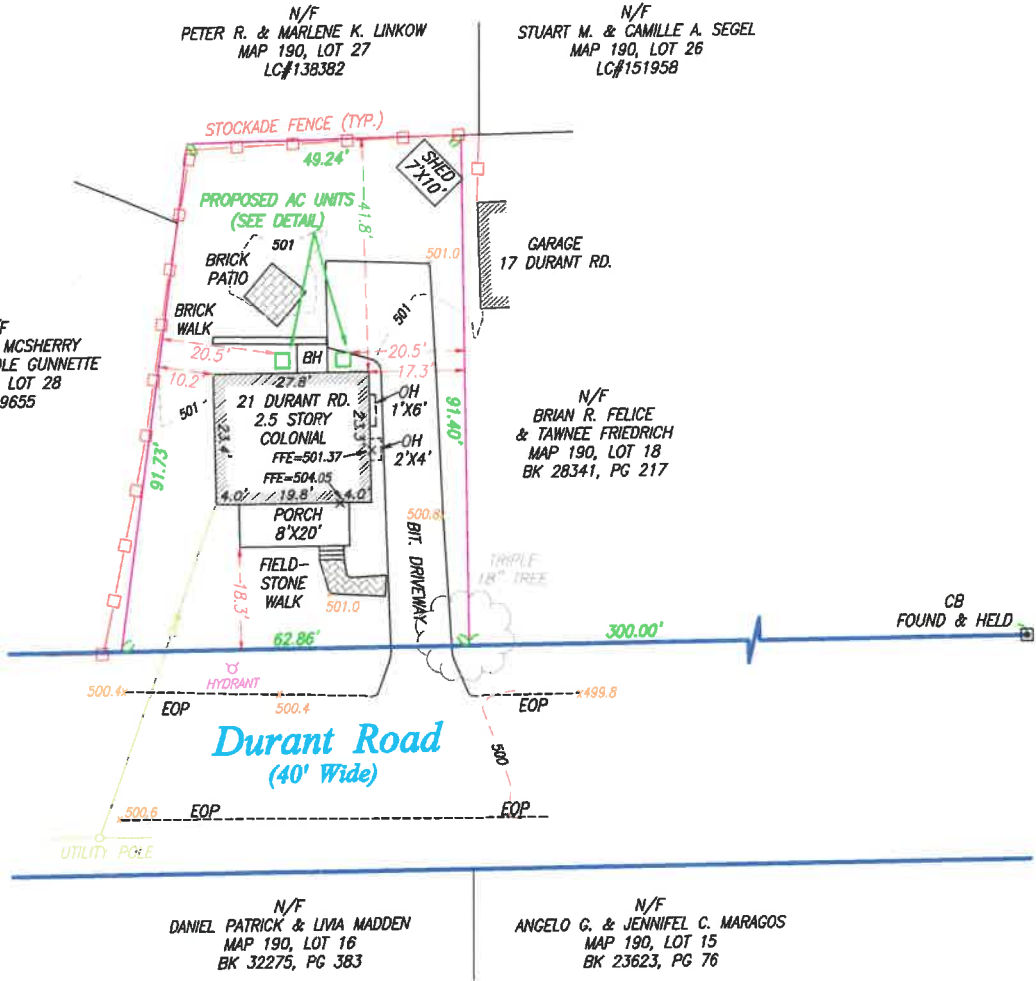 N/F
PETER R. & MARLENE K. LINKOW
MAP 190, LOT 27
LC#138382
N/F
STUART M. & CAMILLE A. SEGEL
MAP 190, LOT 26
LC#151958
STOCKADE FENCE (TYP.)
49.24'
SHED
7'X10'
PROPOSED AC UNITS
(SEE DETAIL)
41.8'
501
501.0
BRICK
PATIO
GARAGE
17 DURANT RD.
BRICK
WALK
501
MCSHERRY
GUNNETTE
LOT 28
9655
20.5'
BH
20.5'
10.2'
17.3'
27.8'
501
21 DURANT RD.
2.5 STORY
COLONIAL
FFE=501.37
FFE=504.05
23.4'
23.3'
OH
1'X6'
OH
2'X4'
4.0'
19.8'
4.0'
91.73'
91.40'
N/F
BRIAN R. FELICE
& TAWNEE FRIEDRICH
MAP 190, LOT 18
BK 28341, PG 217
PORCH
8'X20'
500.8
BIT. DRIVEWAY
FIELD-
STONE
WALK
18.3'
501.0
TRIPLE
18" TREE
62.86'
300.00'
CB
FOUND & HELD
HYDRANT
500.4
EOP
500.4
EOP
499.8
Durant Road
(40' Wide)
500
500.6
EOP
EOP
UTILITY POLE
N/F
DANIEL PATRICK & LIVIA MADDEN
MAP 190, LOT 16
BK 32275, PG 383
N/F
ANGELO G. & JENNIFEL C. MARAGOS
MAP 190, LOT 15
BK 23623, PG 76